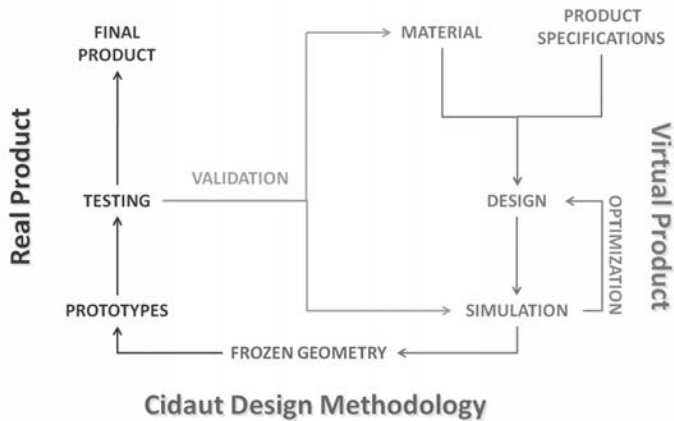 FINAL
PRODUCT
MATERIAL
PRODUCT
SPECIFICATIONS
Real Product
VALIDATION
TESTING
DESIGN
OPTIMIZATION
Virtual Product
PROTOTYPES
SIMULATION
FROZEN GEOMETRY
Cidaut Design Methodology